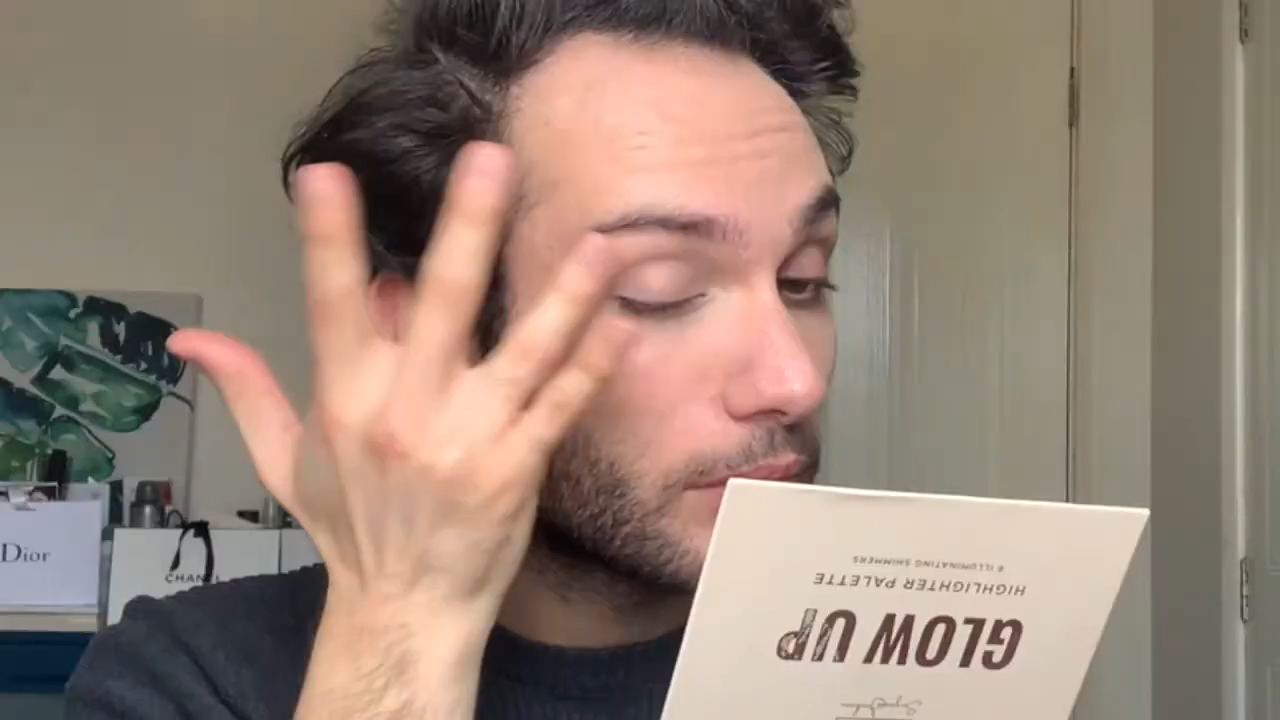 Dior
CHANEL
GLOW UP
HIGHLIGHTER PALETTE
6 ILLUMINATING SHIMMERS